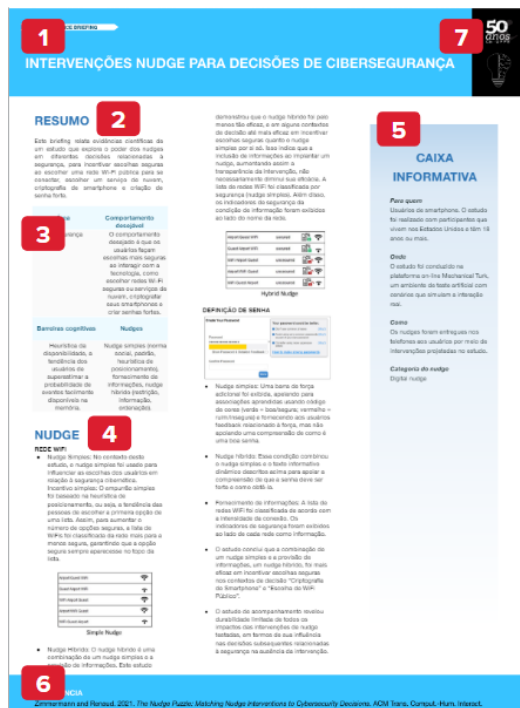 1
E BRIEFING
7
50
anos
INTERVENÇÕES NUDGE PARA DECISÕES DE CIBERSEGURANÇA
RESUMO
2
Este briefing relata evidências científicas de
um estudo que explora o poder dos nudges
em diferentes decisões relacionadas à
segurança, para incentivar escolhas seguras
ao escolher uma rede Wi-Fi pública para se
conectar, escolher um serviço de nuvem,
criptografia de smartphone e criação de
senha forte.
3
Comportamento
desejável
O comportamento
desejado é que os
usuários façam
escolhas mais seguras
ao interagir com a
tecnologia, como
escolher redes Wi-Fi
seguras ou serviços de
nuvem, criptografar
seus smartphones e
criar senhas fortes.
Barreiras cognitivas
Nudges
Heurística de
disponibilidade, a
tendência dos
usuários de
superestimar a
probabilidade de
eventos facilmente
disponíveis na
memória.
Nudge simples (norma
social, padrão,
heurística de
posicionamento),
fornecimento de
informações, nudge
híbrido (restrição,
informação,
ordenação)
NUDGE
4
REDE WIFI
• Nudge Simples: No contexto deste
estudo, o nudge simples foi usado para
influenciar as escolhas dos usuários em
relação à segurança cibernética.
Incentivo simples: O empurrão simples
foi baseado na heurística de
posicionamento, ou seja, a tendência das
pessoas de escolher a primeira opção de
uma lista. Assim, para aumentar o
número de opções seguras, a lista de
WiFis foi classificada da rede mais para a
menos segura, garantindo que a opção
segura sempre aparecesse no topo da
lista.
Simple Nudge
• Nudge Híbrido: O nudge híbrido é uma
combinação de um nudge simples e a
provisão de informações. Este estudo
demonstrou que o nudge híbrido foi pelo
menos tão eficaz, e em alguns contextos
de decisão até mais eficaz em incentivar
escolhas seguras quanto o nudge
simples por si só. Isso indica que a
inclusão de informações ao implantar um
nudge, aumentando assim a
transparência da intervenção, não
necessariamente diminui sua eficácia. A
lista de redes WiFi foi classificada por
segurança (nudge simples). Além disso,
os indicadores de segurança da
condição de informação foram exibidos
ao lado do nome da rede.
Hybrid Nudge
DEFINIÇÃO DE SENHA
• Nudge simples: Uma barra de força
adicional foi exibida, apelando para
associações aprendidas usando código
de cores (verde = boa/segura; vermelho =
ruim/insegura) e fornecendo aos usuários
feedback relacionado à força, mas não
apoiando uma compreensão de como é
uma boa senha.
• Nudge híbrido: Essa condição combinou
o nudge simples e o texto informativo
dinâmico descritos acima para apoiar a
compreensão de que a senha deve ser
forte e como obtê-la.
• Fornecimento de informações: A lista de
redes WiFi foi classificada de acordo com
a intensidade da conexão. Os
indicadores de segurança foram exibidos
ao lado de cada rede como informação.
• O estudo conclui que a combinação de
um nudge simples e a provisão de
informações, um nudge híbrido, foi mais
eficaz em incentivar escolhas seguras
nos contextos de decisão "Criptografia
de Smartphone" e "Escolha de WiFi
Público".
• O estudo de acompanhamento revelou
durabilidade limitada de todos os
impactos das intervenções de nudge
testadas, em termos de sua influência
nas decisões subsequentes relacionadas
à segurança na ausência da intervenção.
5
CAIXA
INFORMATIVA
Para quem
Usuários de smartphone. O estudo
foi realizado com participantes que
vivem nos Estados Unidos e têm 18
anos ou mais.
Onde
O estudo foi conduzido na
plataforma on-line Mechanical Turk,
um ambiente de teste artificial com
cenários que simulam a interação
real.
Como
Os nudges foram entregues nos
telefones aos usuários por meio de
intervenções projetadas no estudo.
Categoria do nudge
Digital nudge
6
NCIA
Zimmermann and Renaud. 2021. The Nudge Puzzle: Matching Nudge Interventions to Cybersecurity Decisions. ACM Trans. Comput.-Hum. Interact.